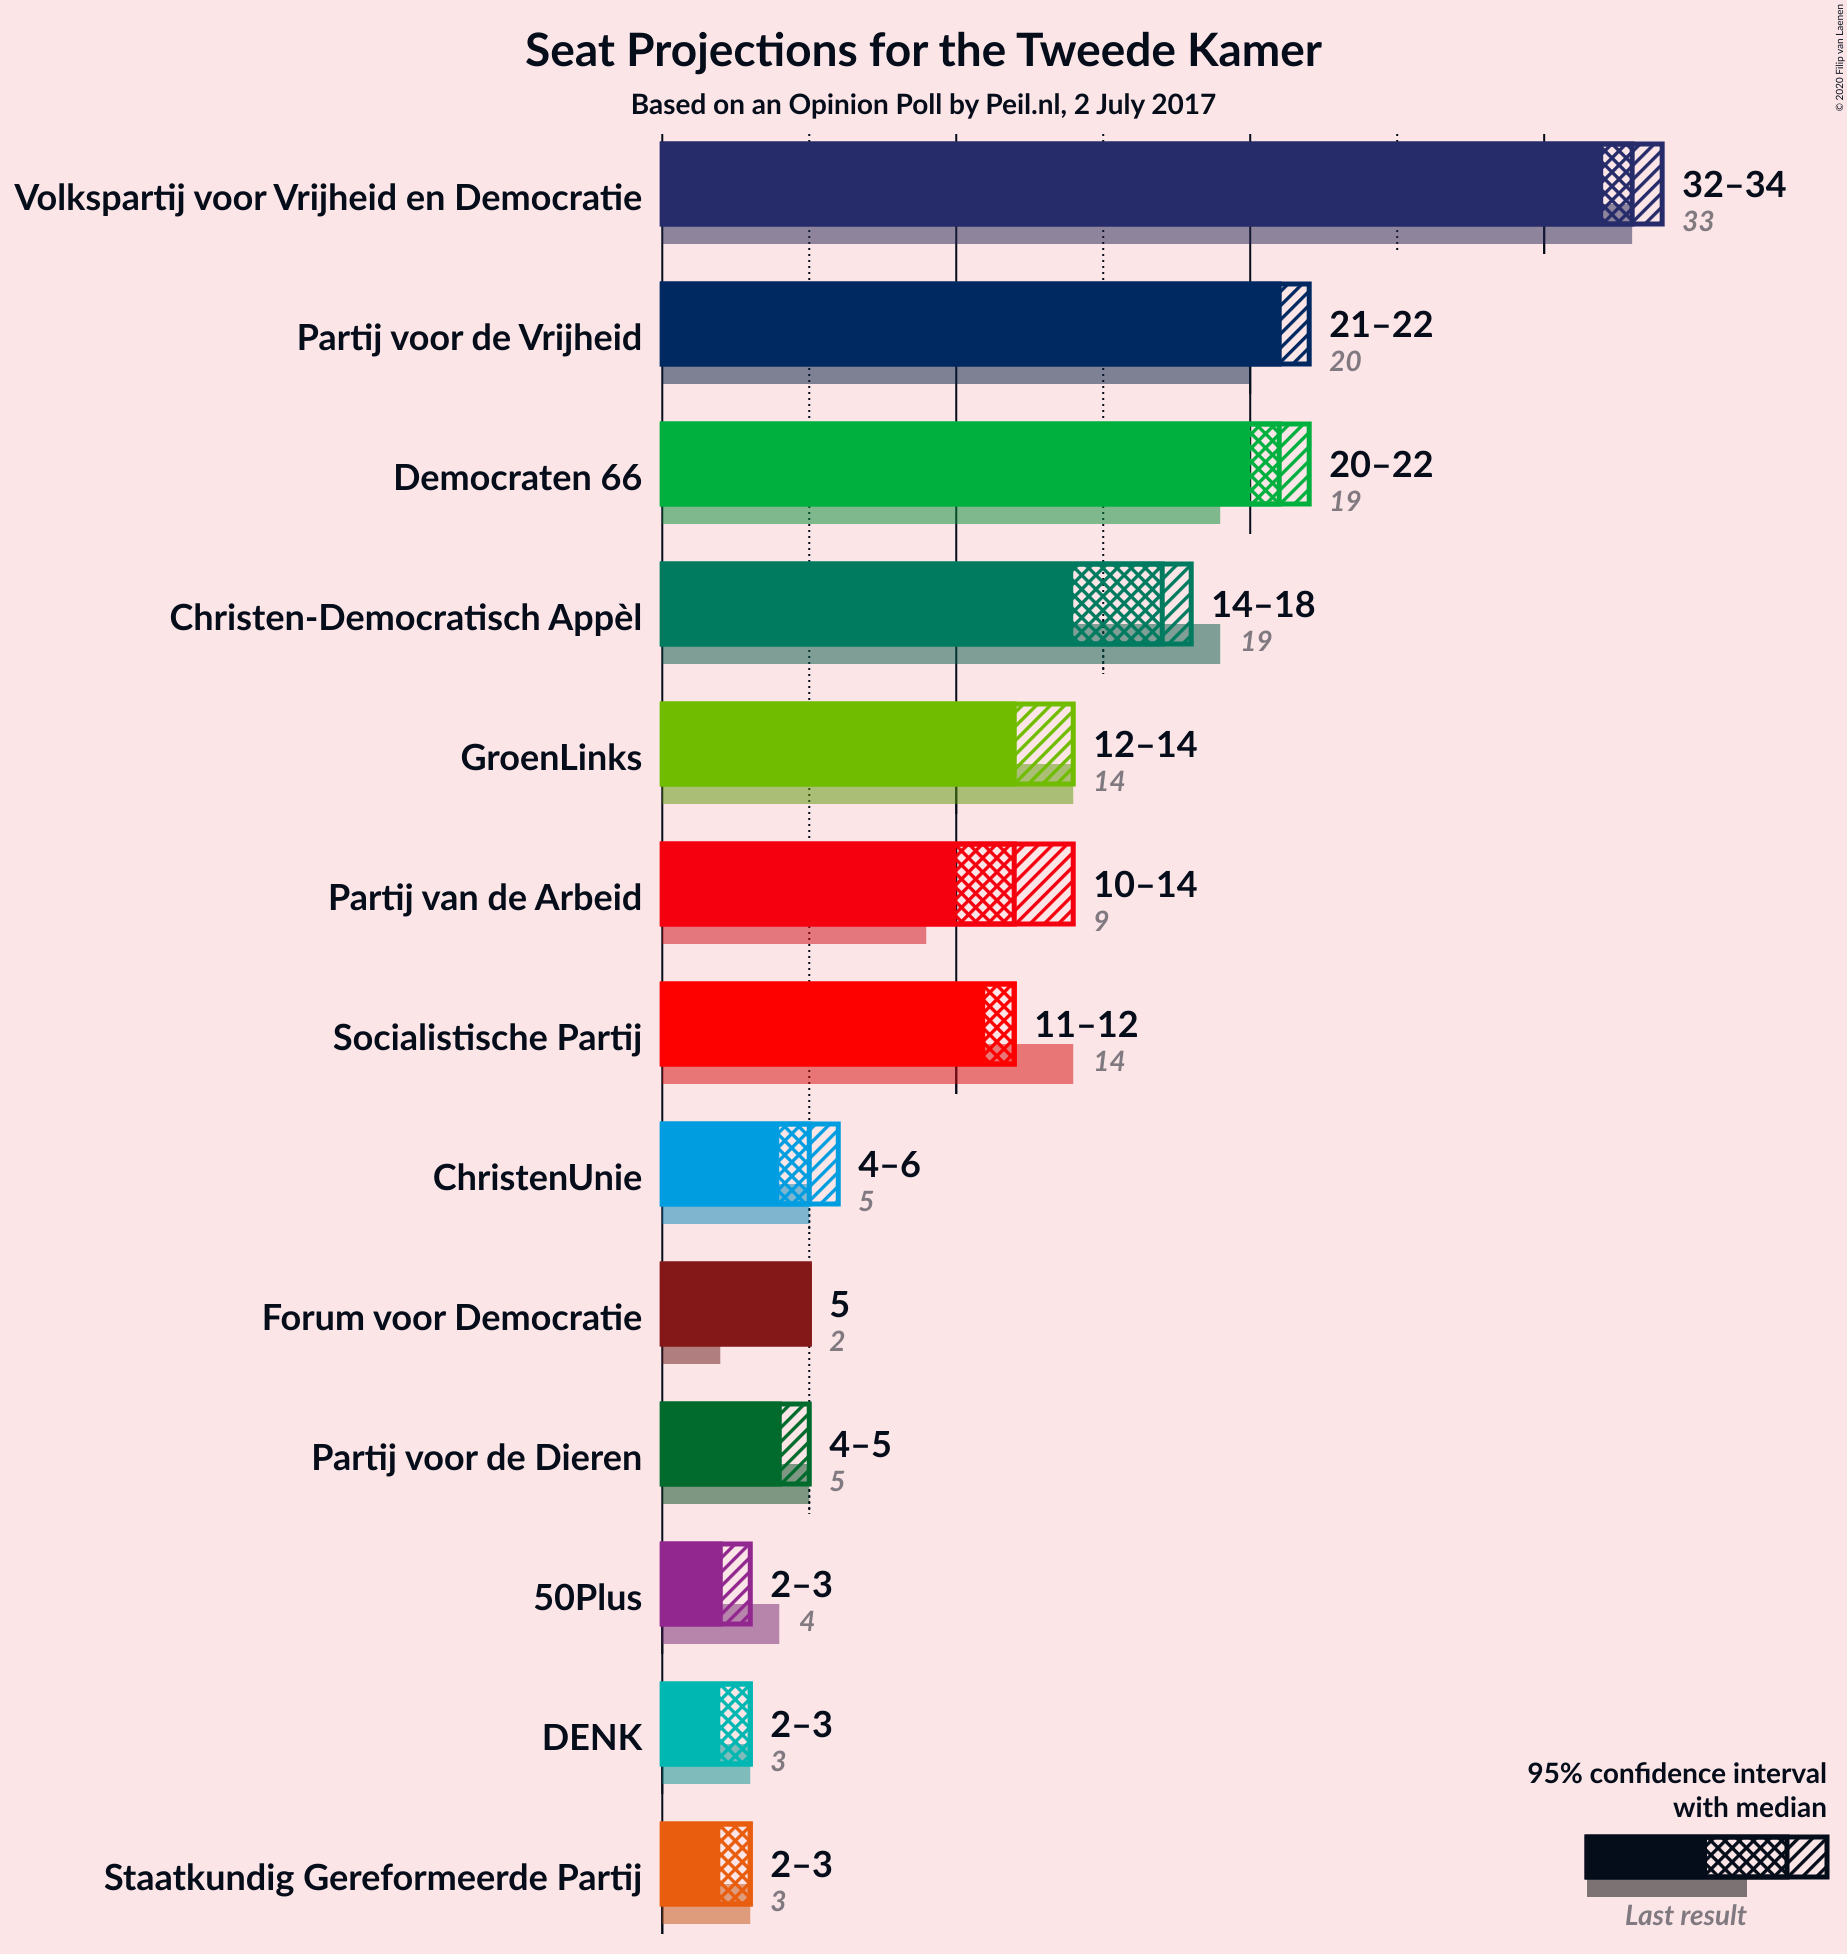 Seat Projections for the Tweede Kamer
Based on an Opinion Poll by Peil.nl, 2 July 2017
© 2020 Filip van Laenen
Volkspartij voor Vrijheid en Democratie
32–34
33
Partij voor de Vrijheid
21–22
20
Democraten 66
20–22
19
Christen-Democratisch Appèl
14–18
19
GroenLinks
12–14
14
Partij van de Arbeid
10–14
9
Socialistische Partij
11–12
14
ChristenUnie
4–6
5
Forum voor Democratie
5
2
Partij voor de Dieren
4–5
5
50Plus
2–3
4
DENK
2–3
3
Staatkundig Gereformeerde Partij
2–3
3
95% confidence interval
with median
Last result